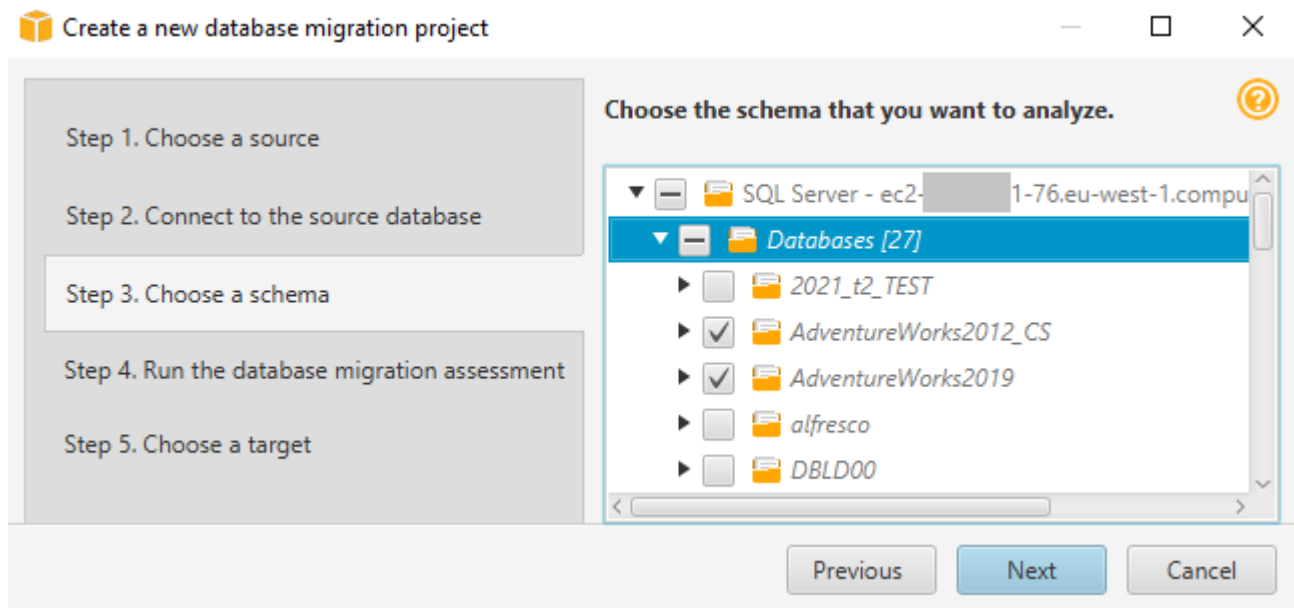 Create a new database migration project
Step 1. Choose a source
Step 2. Connect to the source database
Step 3. Choose a schema
Step 4. Run the database migration assessment
Step 5. Choose a target
Choose the schema that you want to analyze.
SQL Server - ec2- 1-76.eu-west-1.compu
Databases [27]
2021_t2_TEST
AdventureWorks2012_CS
AdventureWorks2019
alfresco
DBLD00
Previous Next Cancel